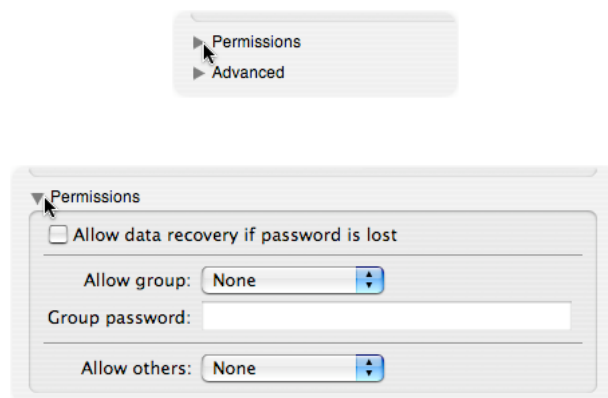 Permissions
Advanced
Permissions
Allow data recovery if password is lost
Allow group: None
Group password:
Allow others: None